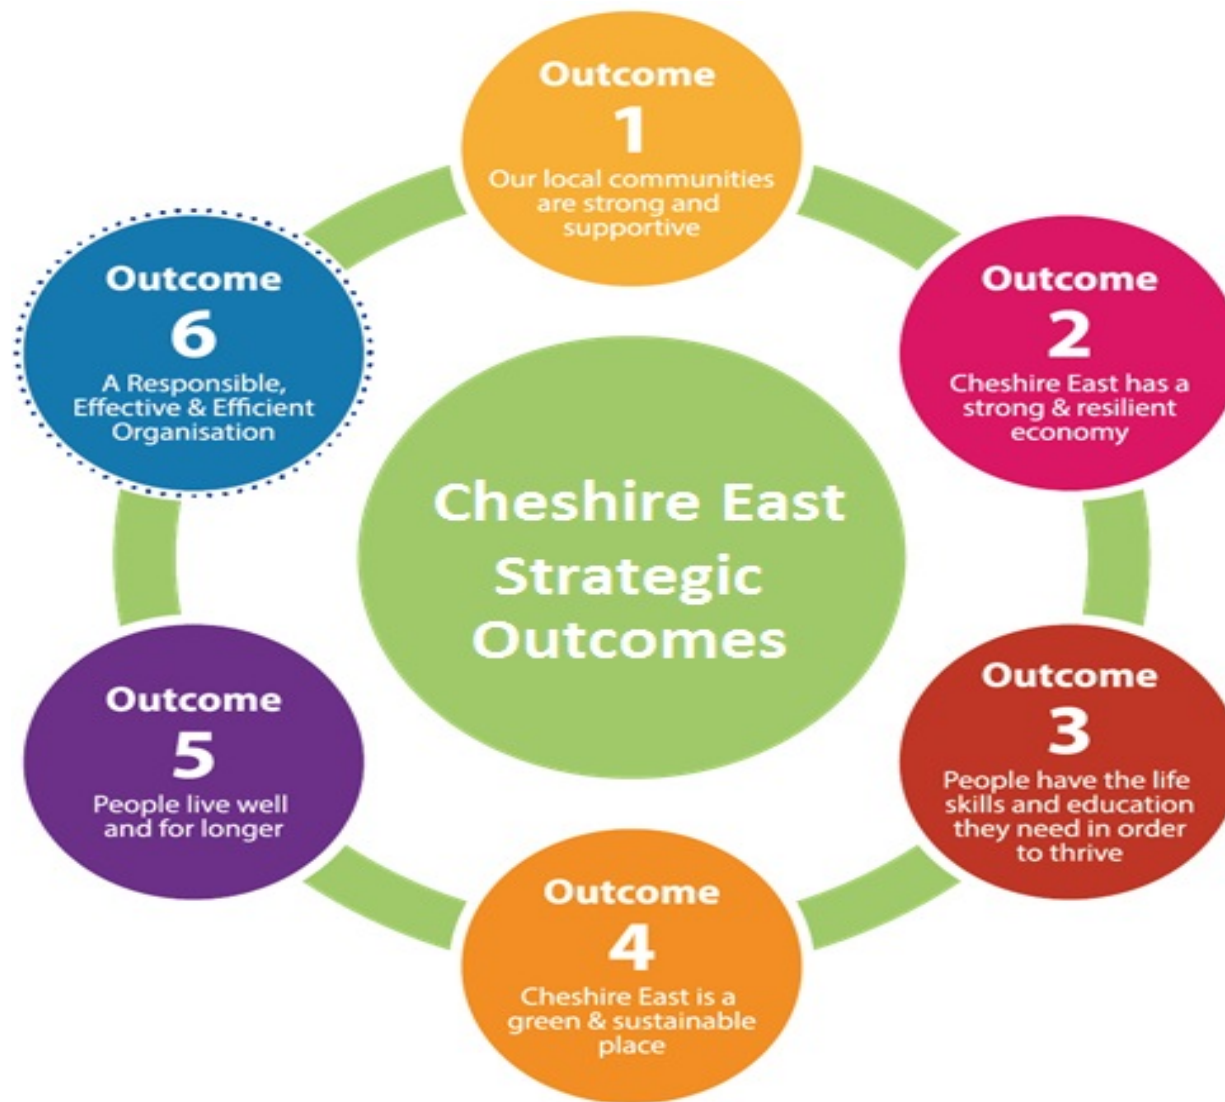 Outcome
1
Our local communities
are strong and
supportive
Outcome
2
Cheshire East has a
strong & resilient
economy
Outcome
3
People have the life
skills and education
they need in order
to thrive
Outcome
4
Cheshire East is a
green & sustainable
place
Outcome
5
People live well
and for longer
Outcome
6
A Responsible,
Effective & Efficient
Organisation
Cheshire East
Strategic
Outcomes